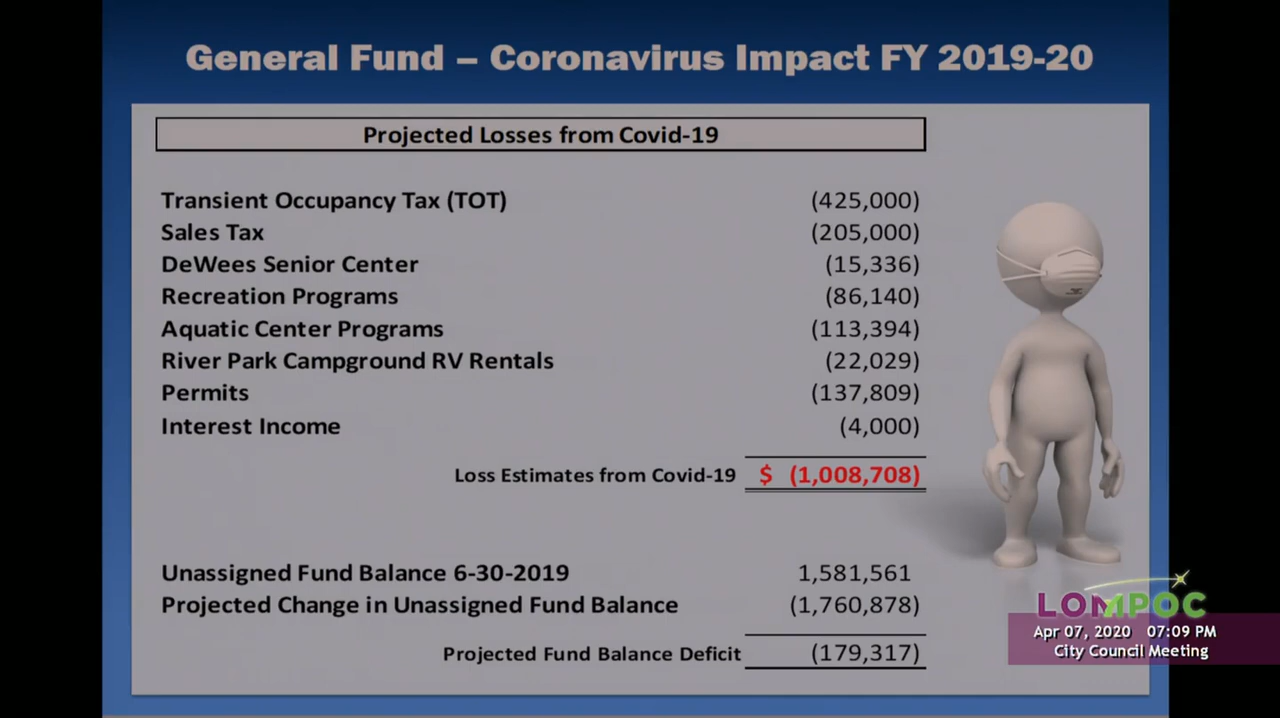 General Fund – Coronavirus Impact FY 2019-20
Projected Losses from Covid-19
Transient Occupancy Tax (TOT) (425,000)
Sales Tax (205,000)
DeWees Senior Center (15,336)
Recreation Programs (86,140)
Aquatic Center Programs (113,394)
River Park Campground RV Rentals (22,029)
Permits (137,809)
Interest Income (4,000)
Loss Estimates from Covid-19 $ (1,008,708)
Unassigned Fund Balance 6-30-2019 1,581,561
Projected Change in Unassigned Fund Balance (1,760,878)
Projected Fund Balance Deficit (179,317)
LOMPOC
Apr 07, 2020 07:09 PM
City Council Meeting